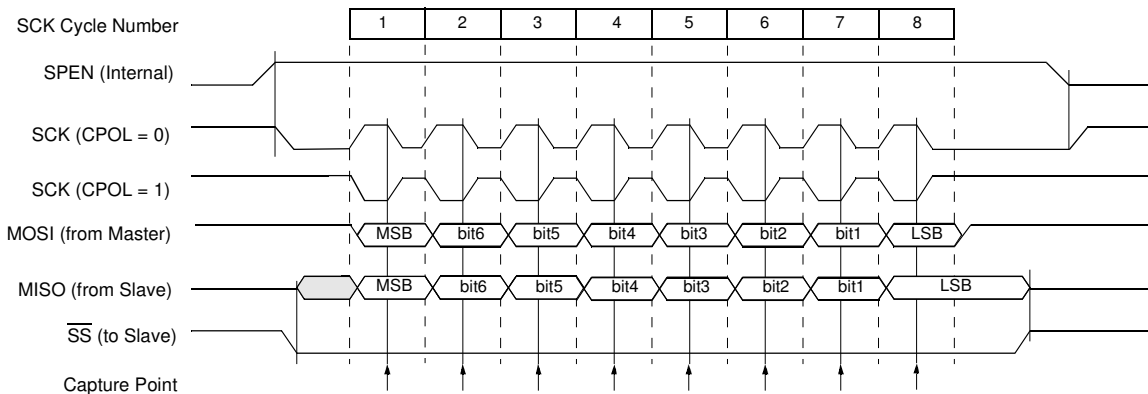 SCK Cycle Number 1 2 3 4 5 6 7 8
SPEN (Internal)
SCK (CPOL = 0)
SCK (CPOL = 1)
MOSI (from Master) MSB bit6 bit5 bit4 bit3 bit2 bit1 LSB
MISO (from Slave) MSB bit6 bit5 bit4 bit3 bit2 bit1 LSB
S̅S̅ (to Slave)
Capture Point